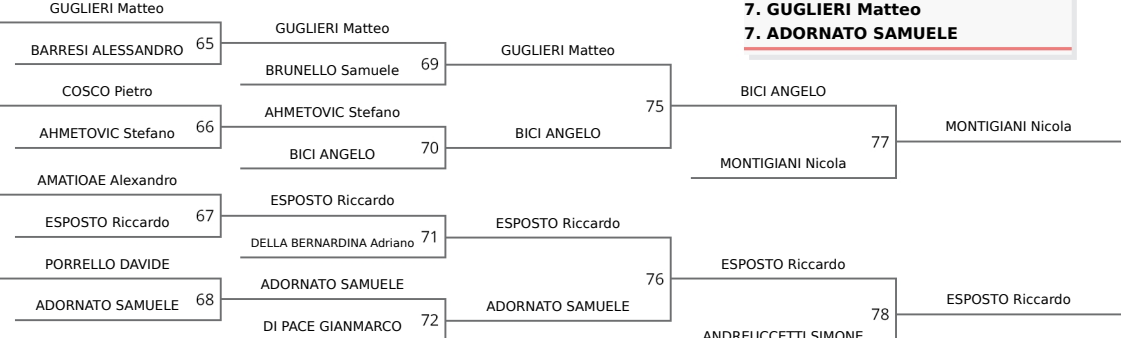 GUGLIERI Matteo
BARRESI ALESSANDRO
65
COSCO Pietro
AHMETOVIC Stefano
66
AMATIOAE Alexandro
ESPOSTO Riccardo
67
PORRELLO DAVIDE
ADORNATO SAMUELE
68
GUGLIERI Matteo
BRUNELLO Samuele
69
AHMETOVIC Stefano
BICI ANGELO
70
ESPOSTO Riccardo
DELLA BERNARDINA Adriano
71
ADORNATO SAMUELE
DI PACE GIANMARCO
72
GUGLIERI Matteo
BICI ANGELO
75
ESPOSTO Riccardo
ADORNATO SAMUELE
76
7. GUGLIERI Matteo
7. ADORNATO SAMUELE
BICI ANGELO
MONTIGIANI Nicola
77
ESPOSTO Riccardo
ANDREUCCETTI SIMONE
78
MONTIGIANI Nicola
ESPOSTO Riccardo